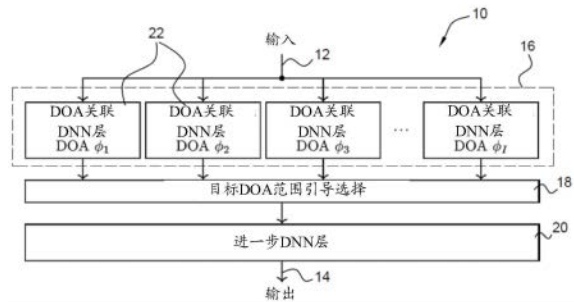 10
22
输入
12
16
DOA关联 DOA关联 DOA关联 DOA关联
DNN层 DNN层 DNN层 … DNN层
DOA ϕ1 DOA ϕ2 DOA ϕ3 DOA ϕI
目标DOA范围引导选择
18
进一步DNN层
20
14
输出